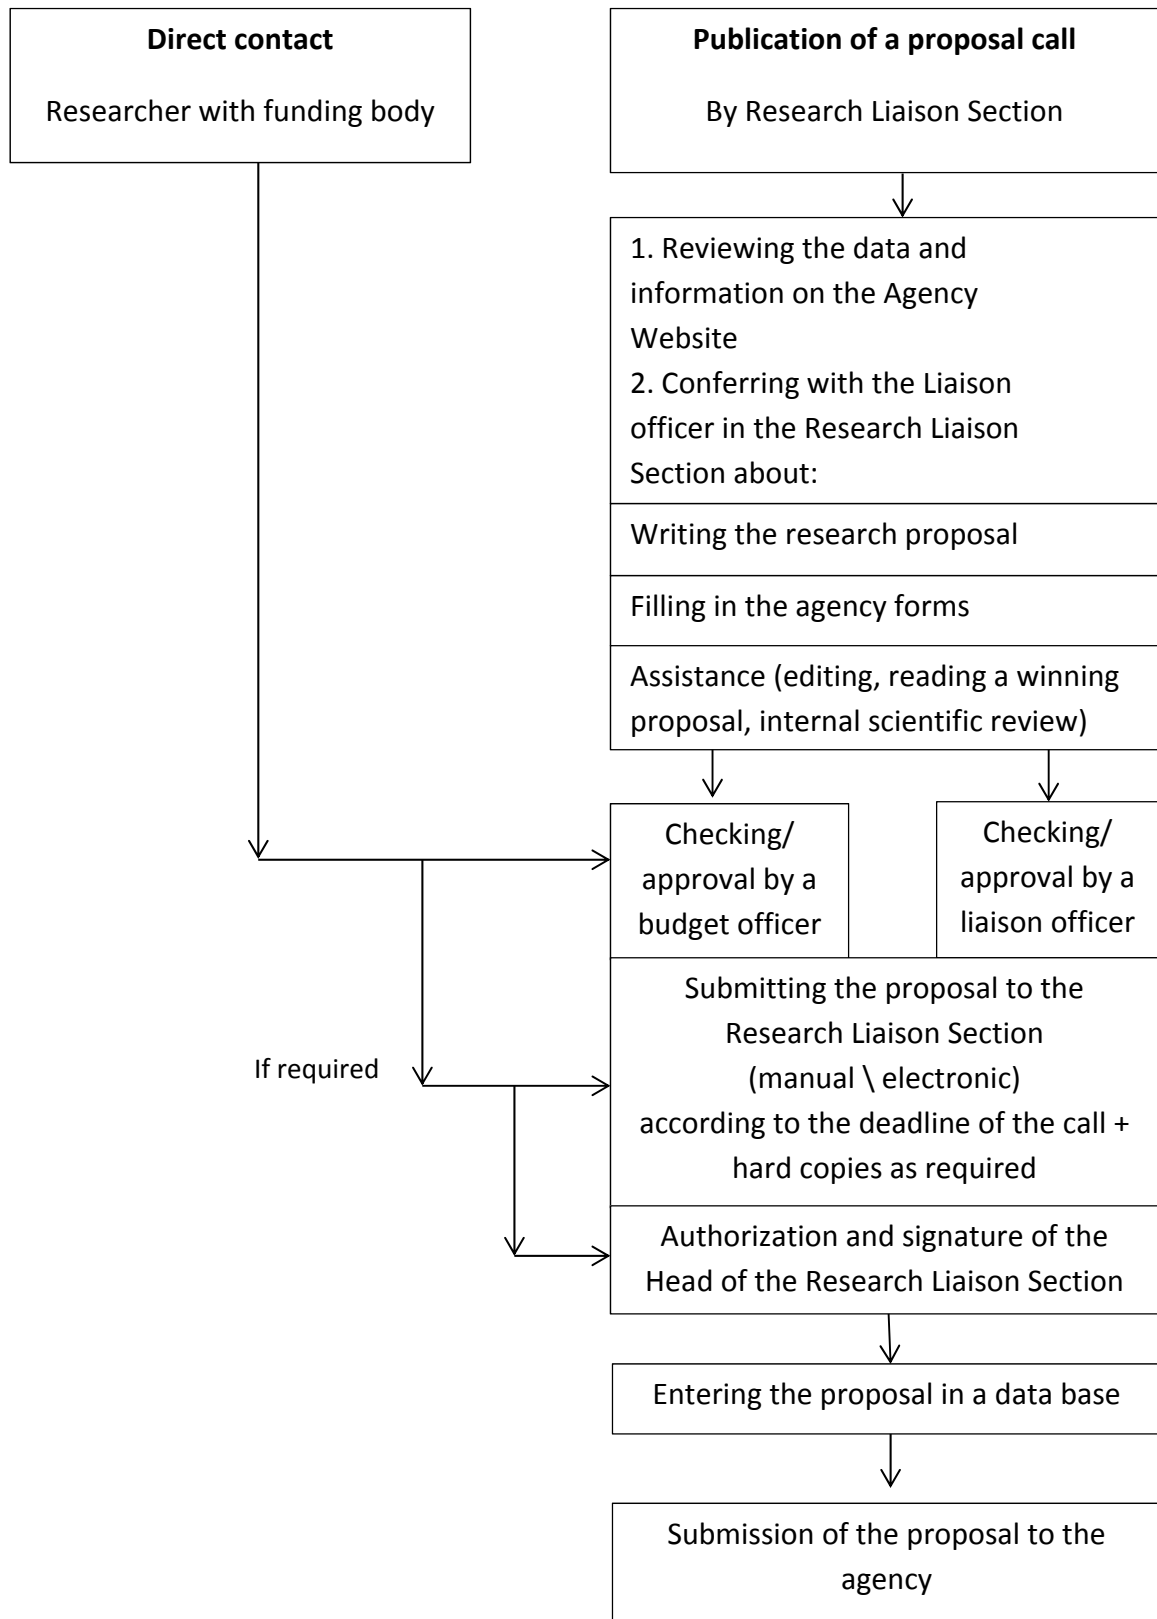 Direct contact
Researcher with funding body
Publication of a proposal call
By Research Liaison Section
1. Reviewing the data and
information on the Agency
Website
2. Conferring with the Liaison
officer in the Research Liaison
Section about:
Writing the research proposal
Filling in the agency forms
Assistance (editing, reading a winning
proposal, internal scientific review)
Checking/
approval by a
budget officer
Checking/
approval by a
liaison officer
If required
Submitting the proposal to the
Research Liaison Section
(manual \ electronic)
according to the deadline of the call +
hard copies as required
Authorization and signature of the
Head of the Research Liaison Section
Entering the proposal in a data base
Submission of the proposal to the
agency